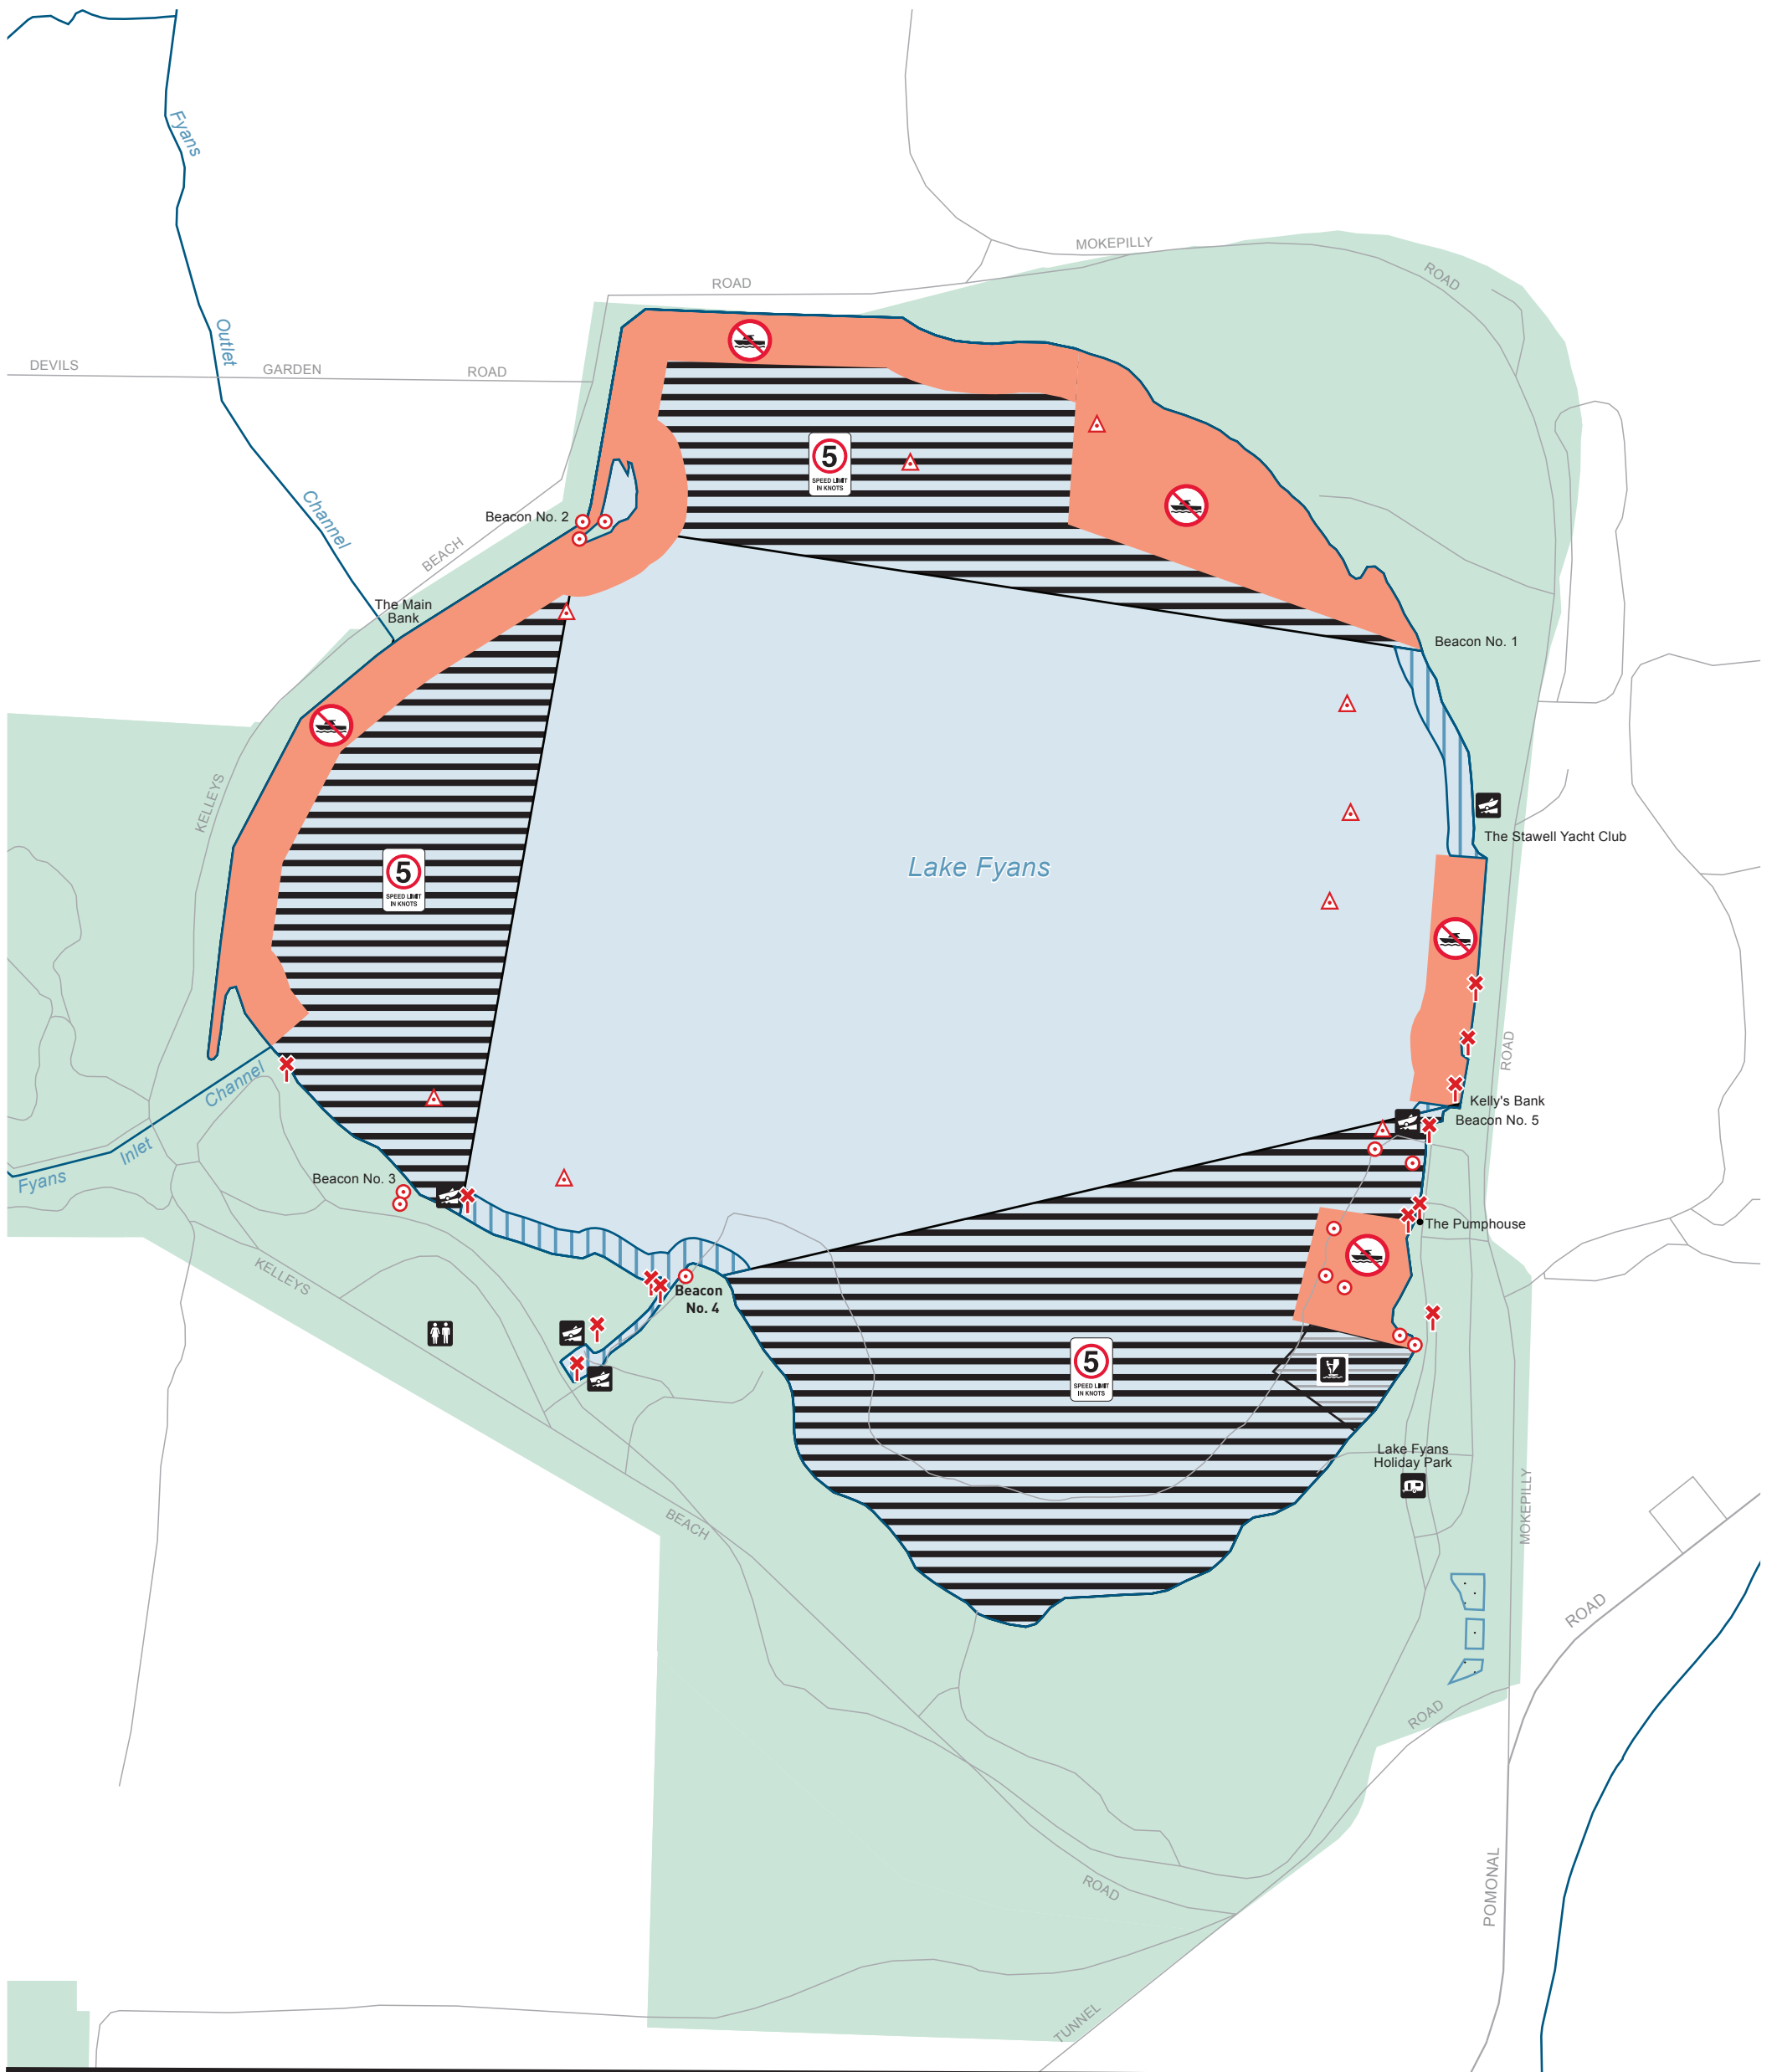 Fyans
Outlet
Channel
MOKEPILLY
ROAD
ROAD
DEVILS
GARDEN
ROAD
5
SPEED LIMIT
IN KNOTS
Beacon No. 2
BEACH
The Main
Bank
Beacon No. 1
KELLEYS
The Stawell Yacht Club
Lake Fyans
5
SPEED LIMIT
IN KNOTS
ROAD
Channel
Inlet
Fyans
Kelly's Bank
Beacon No. 5
Beacon No. 3
The Pumphouse
KELLEYS
Beacon
No. 4
5
SPEED LIMIT
IN KNOTS
Lake Fyans
Holiday Park
MOKEPILLY
BEACH
ROAD
ROAD
ROAD
POMONAL
TUNNEL